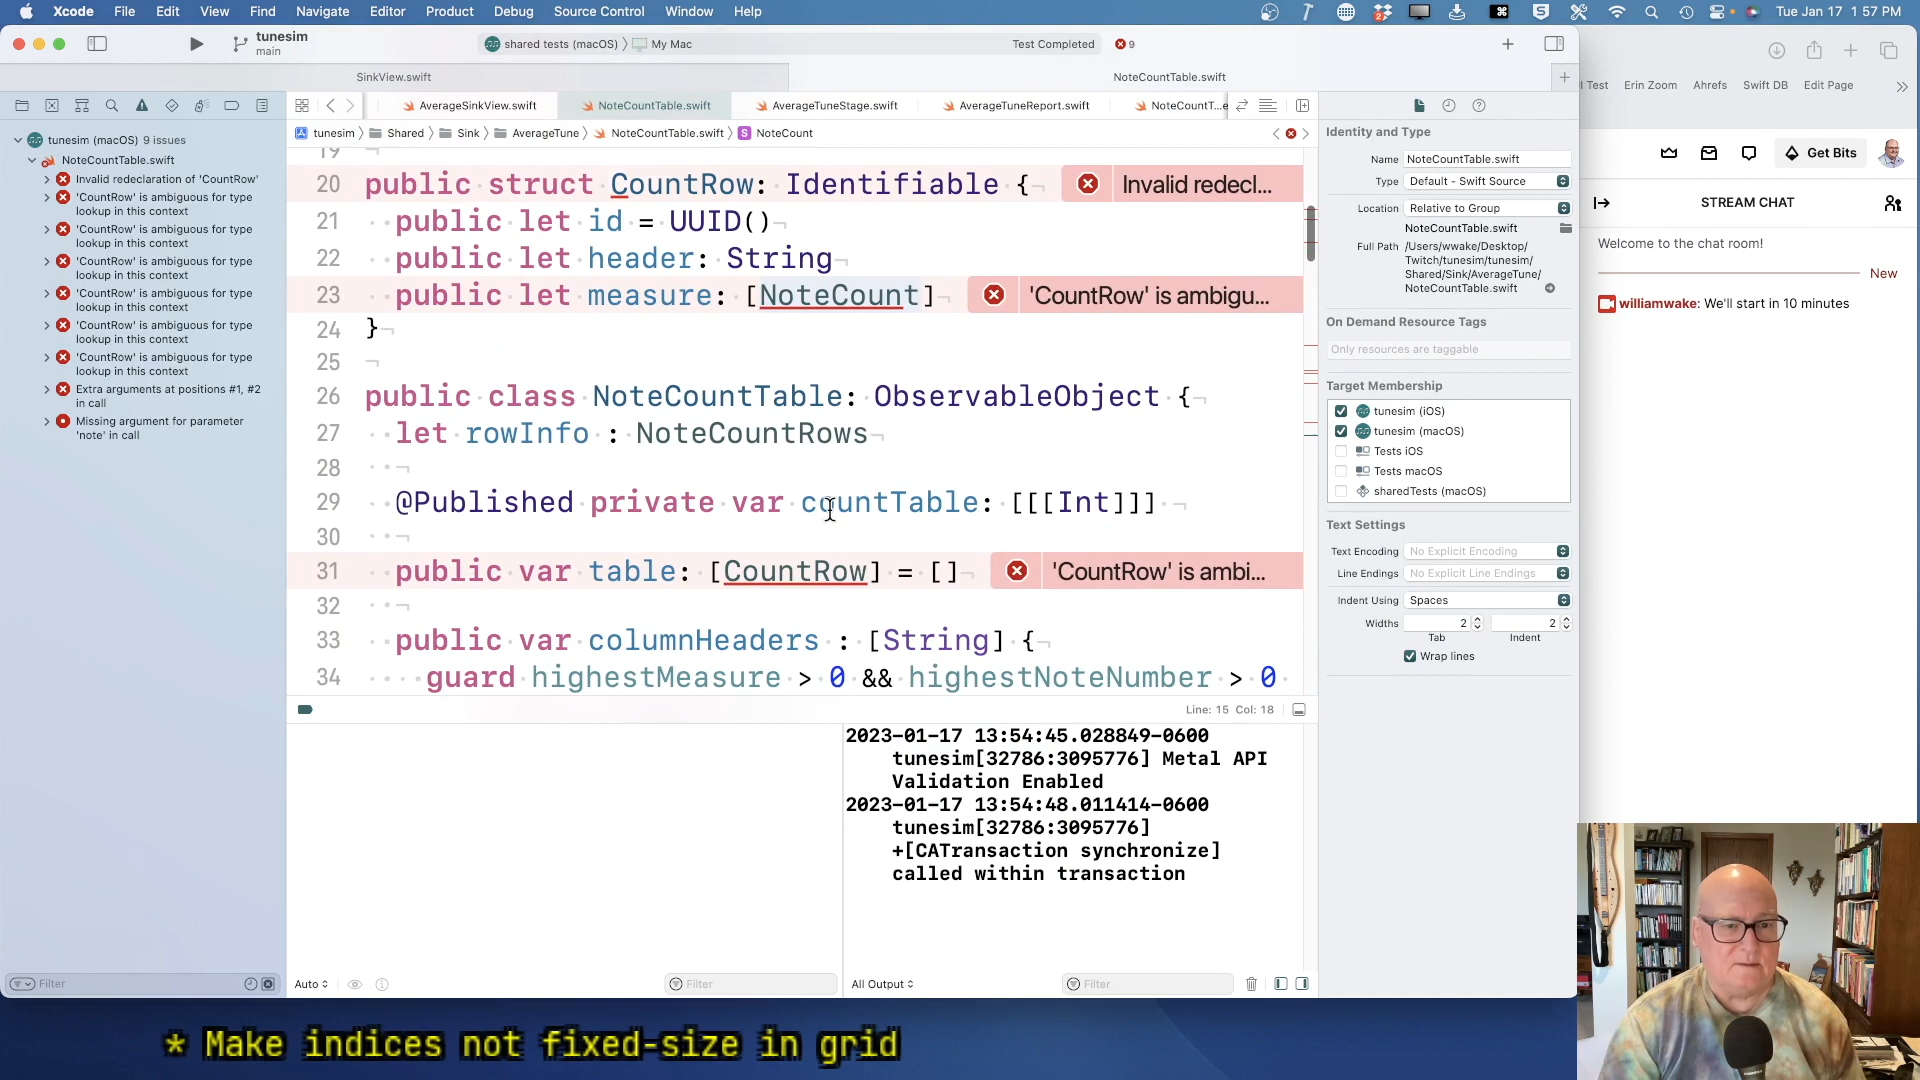 Xcode File Edit View Find Navigate Editor Product Debug Source Control Window Help Tue Jan 17 1:57 PM
tunesim
main
shared tests (macOS) My Mac Test Completed 9
SinkView.swift NoteCountTable.swift
AverageSinkView.swift NoteCountTable.swift AverageTuneStage.swift AverageTuneReport.swift NoteCountT...e
tunesim Shared Sink AverageTune NoteCountTable.swift NoteCount
tunesim (macOS) 9 issues
NoteCountTable.swift
Invalid redeclaration of 'CountRow'
'CountRow' is ambiguous for type
lookup in this context
'CountRow' is ambiguous for type
lookup in this context
'CountRow' is ambiguous for type
lookup in this context
'CountRow' is ambiguous for type
lookup in this context
'CountRow' is ambiguous for type
lookup in this context
'CountRow' is ambiguous for type
lookup in this context
Extra arguments at positions #1, #2
in call
Missing argument for parameter
'note' in call
Filter
19
20 public struct CountRow: Identifiable { Invalid redecl...
21 public let id = UUID()
22 public let header: String
23 public let measure: [NoteCount] 'CountRow' is ambigu...
24 }
25
26 public class NoteCountTable: ObservableObject {
27 let rowInfo : NoteCountRows
28
29 @Published private var countTable: [[[Int]]]
30
31 public var table: [CountRow] = [] 'CountRow' is ambi...
32
33 public var columnHeaders : [String] {
34 guard highestMeasure > 0 && highestNoteNumber > 0
Line: 15 Col: 18
2023-01-17 13:54:45.028849-0600
tunesim[32786:3095776] Metal API
Validation Enabled
2023-01-17 13:54:48.011414-0600
tunesim[32786:3095776]
+[CATransaction synchronize]
called within transaction
Auto Filter All Output Filter
Identity and Type
Name NoteCountTable.swift
Type Default - Swift Source
Location Relative to Group
NoteCountTable.swift
Full Path /Users/wwake/Desktop/
Twitch/tunesim/tunesim/
Shared/Sink/AverageTune/
NoteCountTable.swift
On Demand Resource Tags
Only resources are taggable
Target Membership
tunesim (iOS)
tunesim (macOS)
Tests iOS
Tests macOS
sharedTests (macOS)
Text Settings
Text Encoding No Explicit Encoding
Line Endings No Explicit Line Endings
Indent Using Spaces
Widths 2 2
Tab Indent
Wrap lines
Test Erin Zoom Ahrefs Swift DB Edit Page
Get Bits
STREAM CHAT
Welcome to the chat room!
New
williamwake: We'll start in 10 minutes
* Make indices not fixed-size in grid